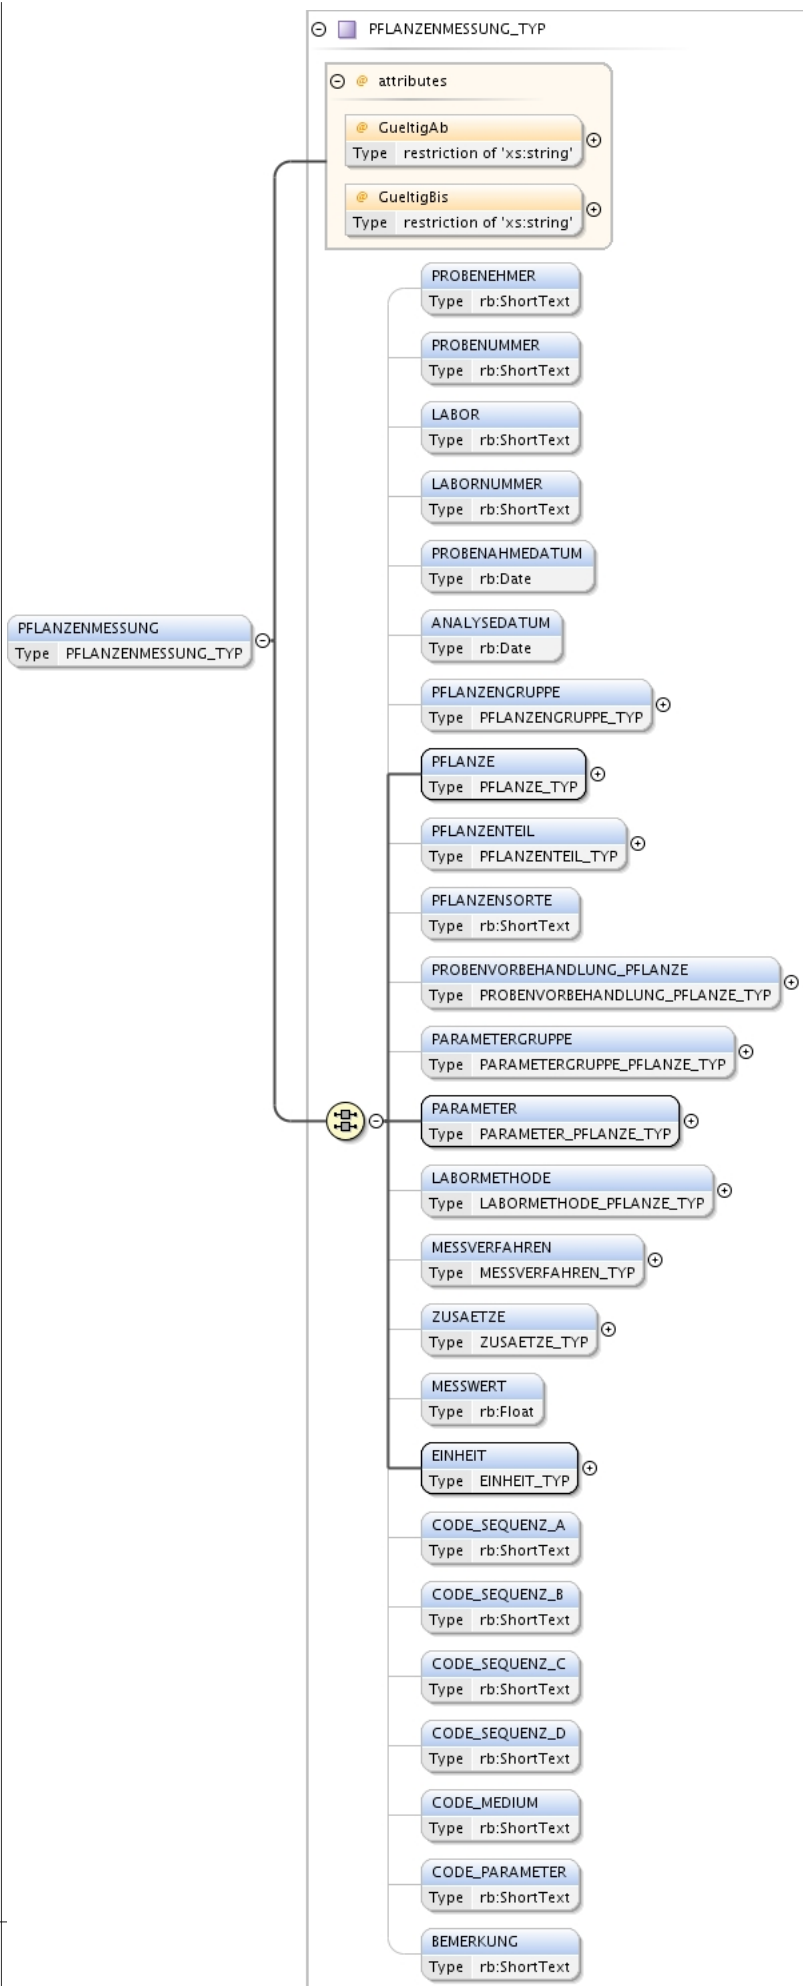 PFLANZENMESSUNG_TYP
@ attributes
@ GueltigAb
Type restriction of 'xs:string'
@ GueltigBis
Type restriction of 'xs:string'
PROBENEHMER
Type rb:ShortText
PROBENUMMER
Type rb:ShortText
LABOR
Type rb:ShortText
LABORNUMMER
Type rb:ShortText
PROBENAHMEDATUM
Type rb:Date
ANALYSEDATUM
Type rb:Date
PFLANZENMESSUNG
Type PFLANZENMESSUNG_TYP
PFLANZENGRUPPE
Type PFLANZENGRUPPE_TYP
PFLANZE
Type PFLANZE_TYP
PFLANZENTEIL
Type PFLANZENTEIL_TYP
PFLANZENSORTE
Type rb:ShortText
PROBENVORBEHANDLUNG_PFLANZE
Type PROBENVORBEHANDLUNG_PFLANZE_TYP
PARAMETERGRUPPE
Type PARAMETERGRUPPE_PFLANZE_TYP
PARAMETER
Type PARAMETER_PFLANZE_TYP
LABORMETHODE
Type LABORMETHODE_PFLANZE_TYP
MESSVERFAHREN
Type MESSVERFAHREN_TYP
ZUSAETZE
Type ZUSAETZE_TYP
MESSWERT
Type rb:Float
EINHEIT
Type EINHEIT_TYP
CODE_SEQUENZ_A
Type rb:ShortText
CODE_SEQUENZ_B
Type rb:ShortText
CODE_SEQUENZ_C
Type rb:ShortText
CODE_SEQUENZ_D
Type rb:ShortText
CODE_MEDIUM
Type rb:ShortText
CODE_PARAMETER
Type rb:ShortText
BEMERKUNG
Type rb:ShortText